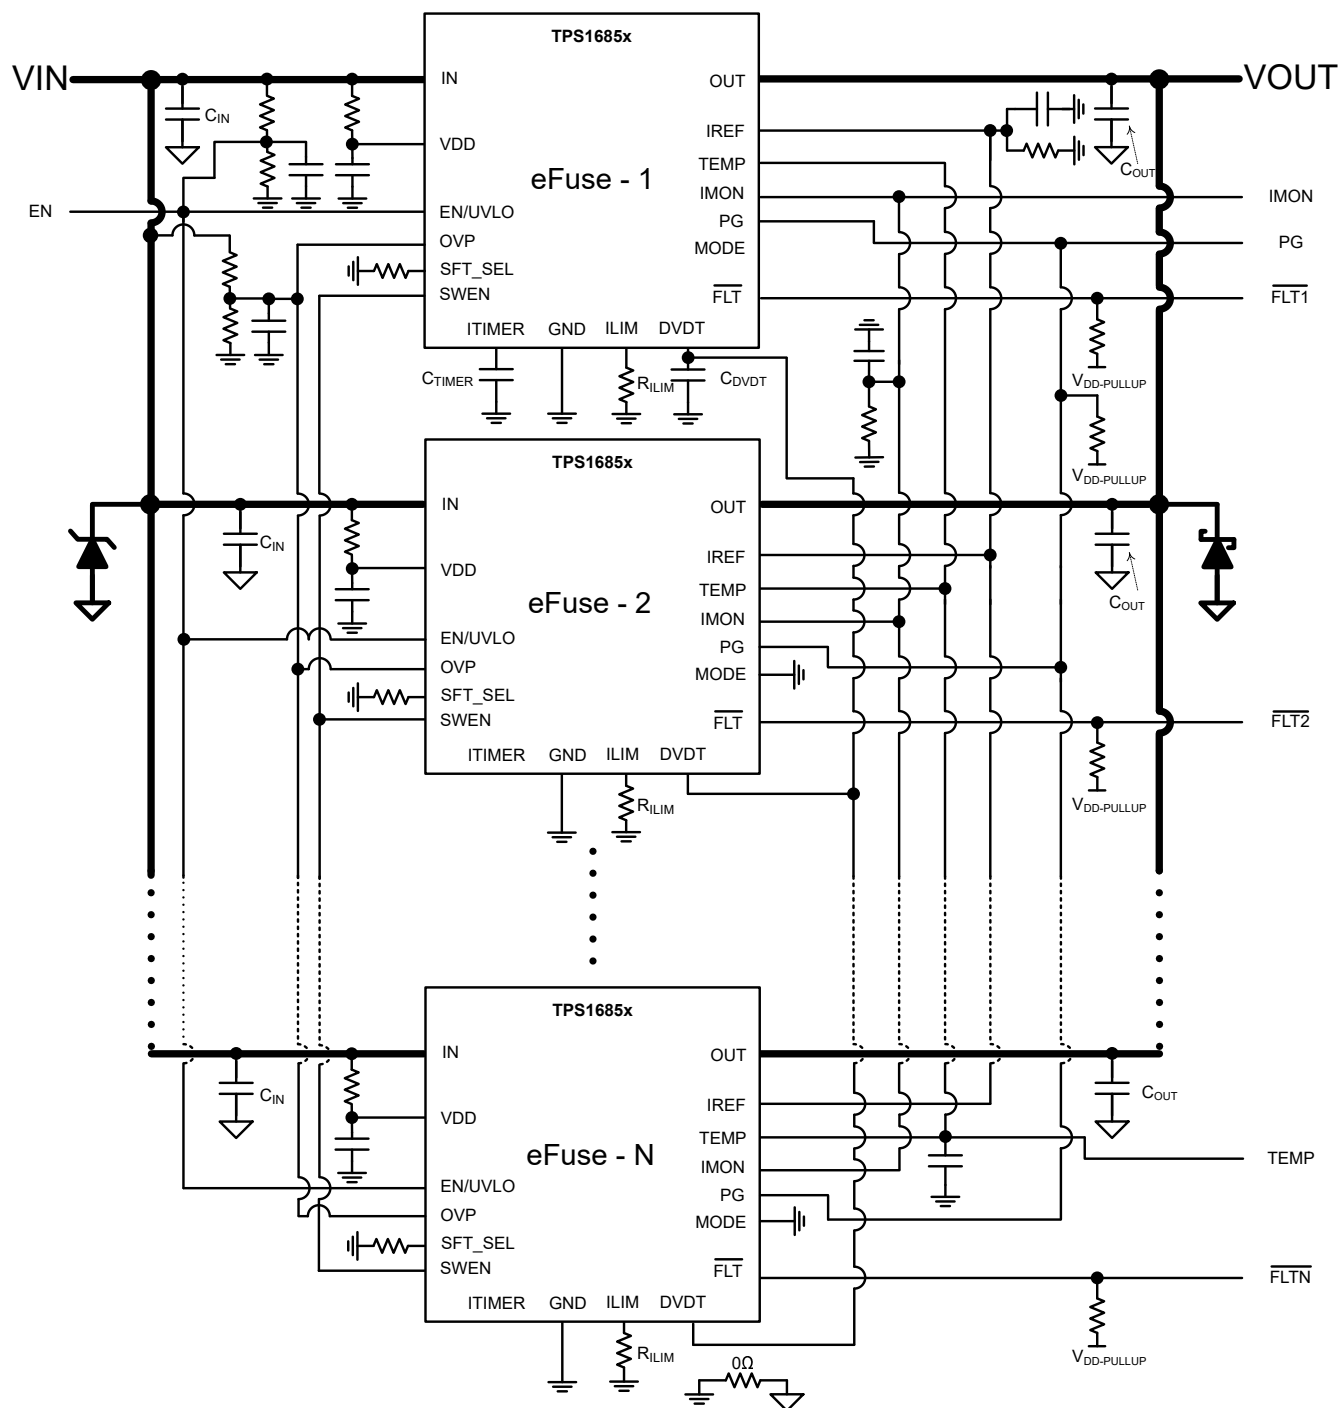 TPS1685x
VIN
IN
OUT
VOUT
CIN
IREF
VDD
TEMP
COUT
eFuse - 1
IMON
IMON
EN
EN/UVLO
PG
PG
OVP
MODE
SFT_SEL
SWEN
FLT
FLT1
ITIMER
GND
ILIM
DVDT
CTIMER
RILIM
CDVDT
VDD-PULLUP
TPS1685x
VDD-PULLUP
IN
OUT
CIN
IREF
VDD
TEMP
COUT
eFuse - 2
IMON
EN/UVLO
PG
OVP
MODE
SFT_SEL
SWEN
FLT
FLT2
ITIMER
GND
ILIM
DVDT
RILIM
VDD-PULLUP
TPS1685x
IN
OUT
CIN
COUT
IREF
VDD
TEMP
eFuse - N
TEMP
IMON
EN/UVLO
PG
OVP
MODE
SFT_SEL
SWEN
FLT
FLTN
ITIMER
GND
ILIM
DVDT
RILIM
VDD-PULLUP
0Ω